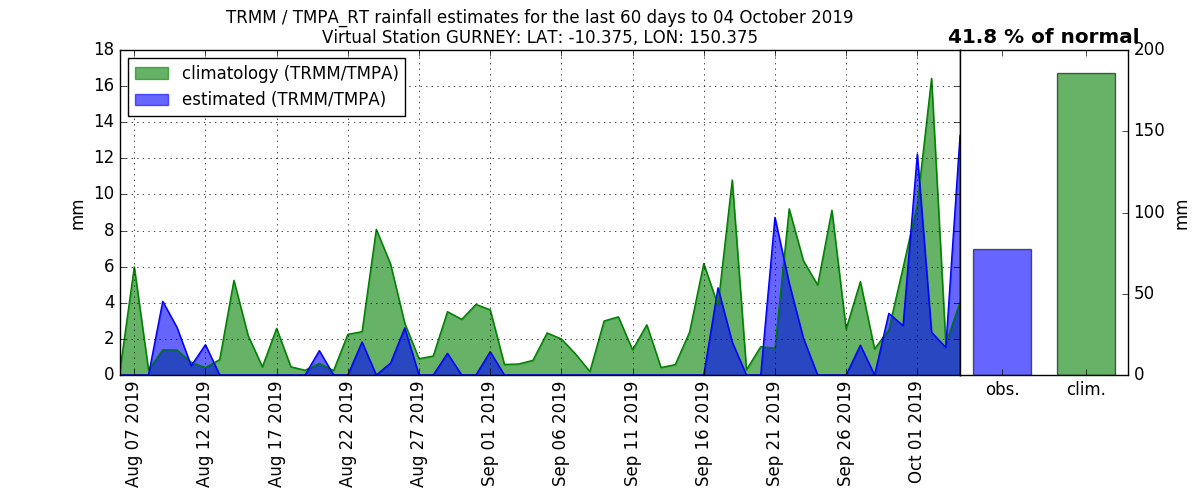 TRMM / TMPA_RT rainfall estimates for the last 60 days to 04 October 2019
Virtual Station GURNEY: LAT: -10.375, LON: 150.375
41.8 % of normal
climatology (TRMM/TMPA)
estimated (TRMM/TMPA)
mm
18
16
14
12
10
8
6
4
2
0
Aug 07 2019
Aug 12 2019
Aug 17 2019
Aug 22 2019
Aug 27 2019
Sep 01 2019
Sep 06 2019
Sep 11 2019
Sep 16 2019
Sep 21 2019
Sep 26 2019
Oct 01 2019
obs.
clim.
200
150
100
50
0
mm